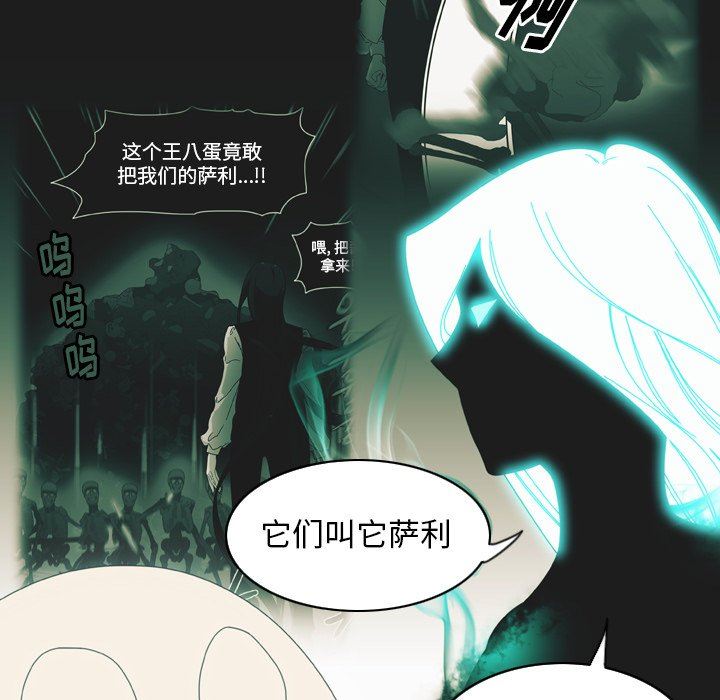 这个王八蛋竟敢
把我们的萨利...!!
喂, 把
拿来
呜
呜
呜
它们叫它萨利